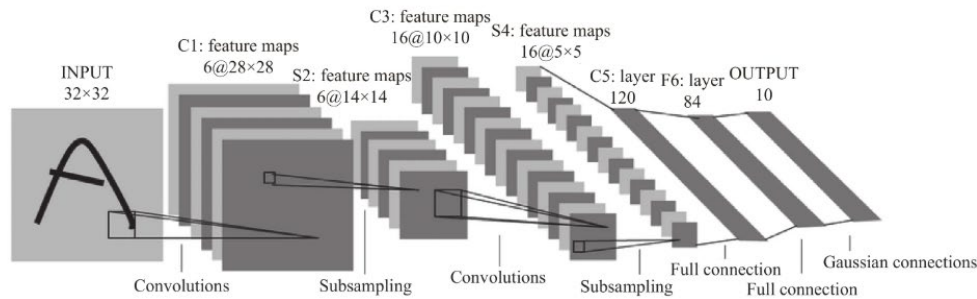 INPUT
32×32
C1: feature maps
6@28×28
S2: feature maps
6@14×14
C3: feature maps
16@10×10
S4: feature maps
16@5×5
C5: layer
120
F6: layer
84
OUTPUT
10
A
Convolutions
Subsampling
Convolutions
Subsampling
Full connection
Full connection
Gaussian connections